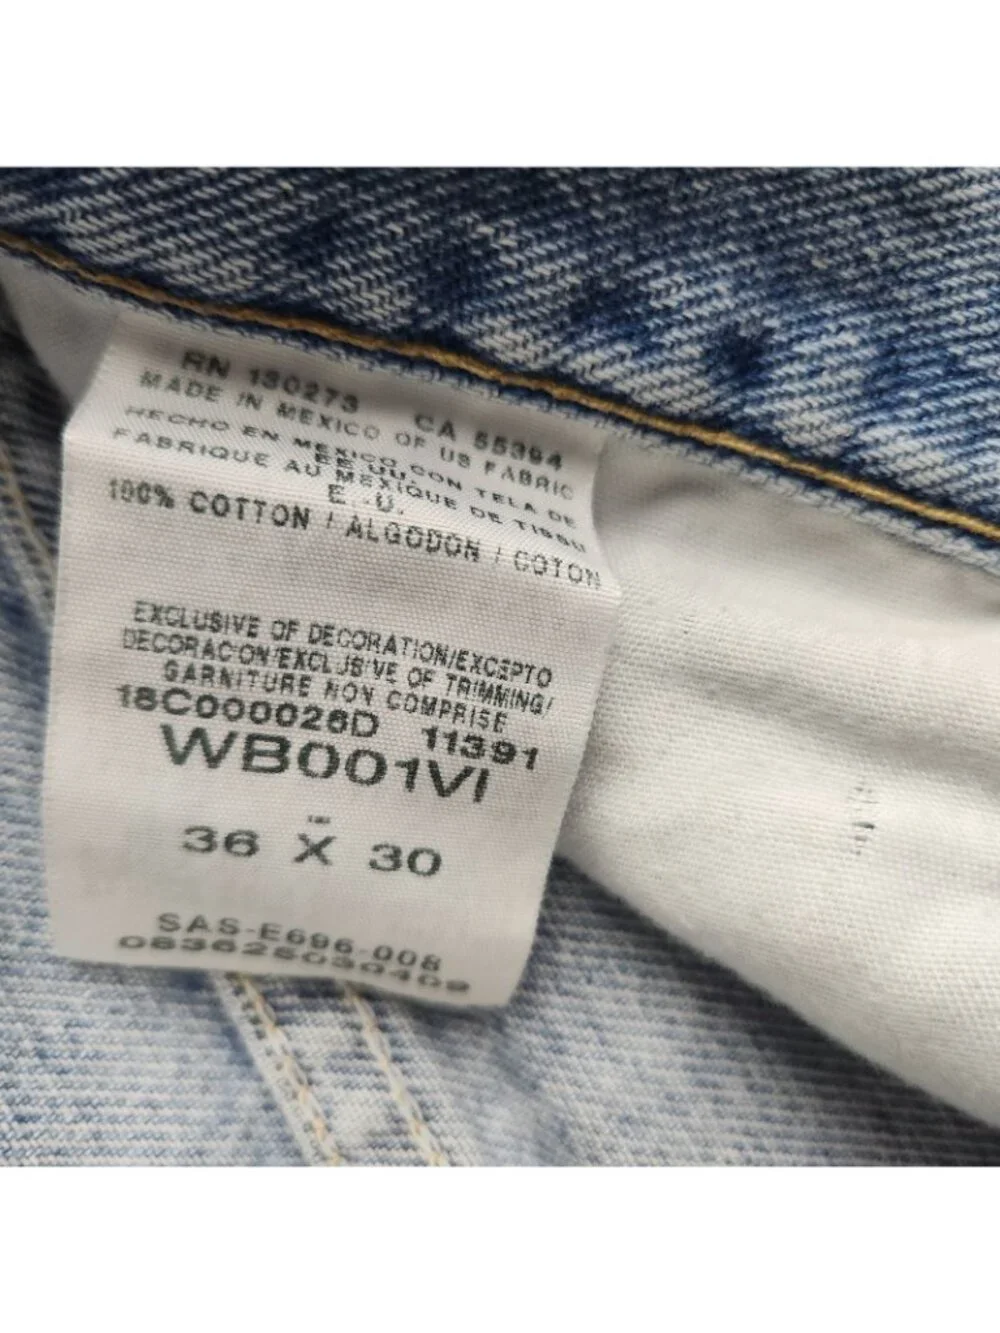 RN 130273 CA 55394
MADE IN MEXICO OF US FABRIC
HECHO EN MEXICO CON TELA DE
EE.UU.
FABRIQUE AU MEXIQUE DE TISSU
E.-U.
100% COTTON / ALGODON / COTON
EXCLUSIVE OF DECORATION/EXCEPTO
DECORACION/EXCLUSIVE OF TRIMMING/
GARNITURE NON COMPRISE
18C000026D 11391
WB001VI
36 X 30
SAS-E696-008
083625030402